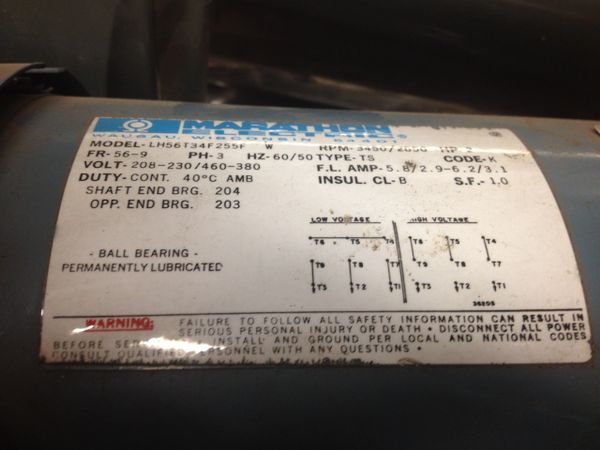 MARATHON
ELECTRIC
WAUSAU, WISCONSIN 54401
MODEL-LH56T34F255F W RPM-3450/2850 HP-2
FR-56-9 PH-3 HZ-60/50 TYPE-TS CODE-K
VOLT-208-230/460-380 F.L. AMP-5.8/2.9-6.2/3.1
DUTY-CONT. 40°C AMB INSUL. CL-B S.F.-1.0
SHAFT END BRG. 204
OPP. END BRG. 203
LOW VOLTAGE HIGH VOLTAGE
T6 T5 T4 T6 T5 T4
T9 T8 T7 T9 T8 T7
T3 T2 T1 T3 T2 T1
36205
- BALL BEARING -
PERMANENTLY LUBRICATED
WARNING: FAILURE TO FOLLOW ALL SAFETY INFORMATION CAN RESULT IN
SERIOUS PERSONAL INJURY OR DEATH • DISCONNECT ALL POWER
BEFORE INSTALL AND GROUND PER LOCAL AND NATIONAL CODES
CONSULT QUALIFIED PERSONNEL WITH ANY QUESTIONS •